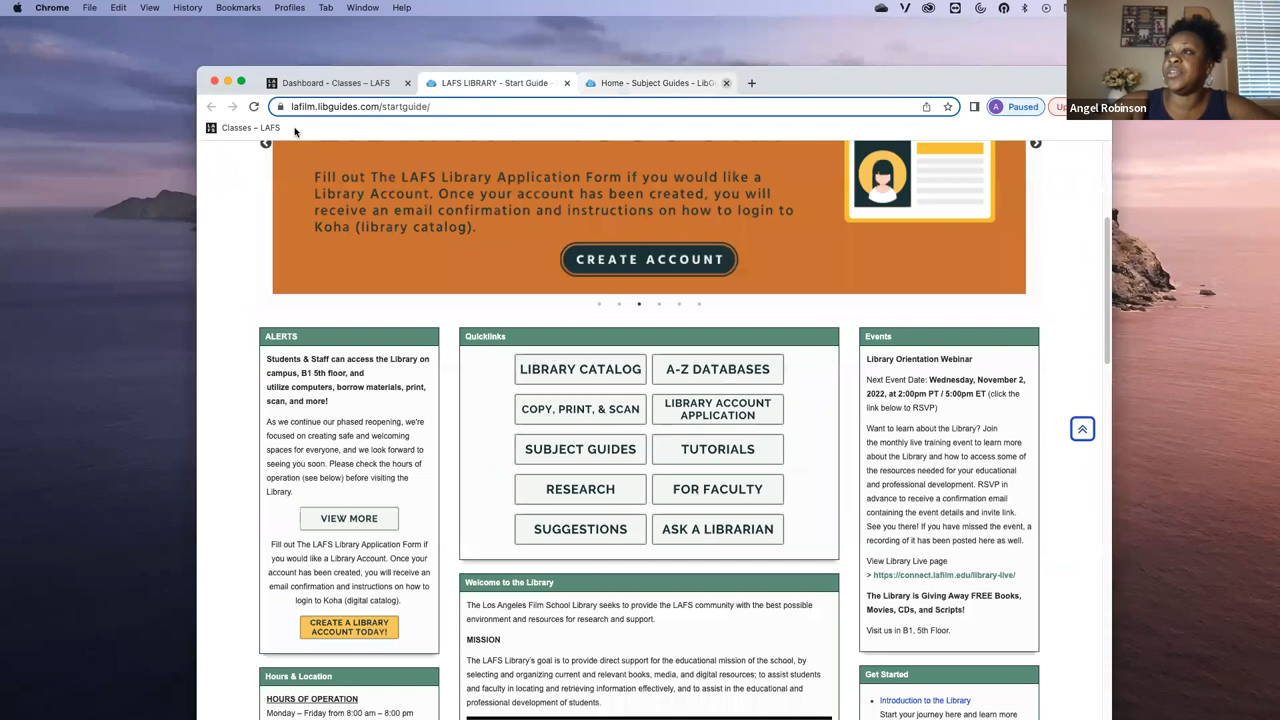 Chrome File Edit View History Bookmarks Profiles Tab Window Help
Dashboard - Classes – LAFS
LAFS LIBRARY - Start Guide
Home - Subject Guides - LibG
lafilm.libguides.com/startguide/
A Paused
Classes – LAFS
Angel Robinson
Fill out The LAFS Library Application Form if you would like a
Library Account. Once your account has been created, you will
receive an email confirmation and instructions on how to login to
Koha (library catalog).
CREATE ACCOUNT
ALERTS
Students & Staff can access the Library on
campus, B1 5th floor, and
utilize computers, borrow materials, print,
scan, and more!
As we continue our phased reopening, we're
focused on creating safe and welcoming
spaces for everyone, and we look forward to
seeing you soon. Please check the hours of
operation (see below) before visiting the
Library.
VIEW MORE
Fill out The LAFS Library Application Form if
you would like a Library Account. Once your
account has been created, you will receive an
email confirmation and instructions on how to
login to Koha (digital catalog).
CREATE A LIBRARY
ACCOUNT TODAY!
Hours & Location
HOURS OF OPERATION
Monday – Friday from 8:00 am – 8:00 pm
Quicklinks
LIBRARY CATALOG
A-Z DATABASES
COPY, PRINT, & SCAN
LIBRARY ACCOUNT
APPLICATION
SUBJECT GUIDES
TUTORIALS
RESEARCH
FOR FACULTY
SUGGESTIONS
ASK A LIBRARIAN
Welcome to the Library
The Los Angeles Film School Library seeks to provide the LAFS community with the best possible
environment and resources for research and support.
MISSION
The LAFS Library's goal is to provide direct support for the educational mission of the school, by
selecting and organizing current and relevant books, media, and digital resources; to assist students
and faculty in locating and retrieving information effectively, and to assist in the educational and
professional development of students.
Events
Library Orientation Webinar
Next Event Date: Wednesday, November 2,
2022, at 2:00pm PT / 5:00pm ET (click the
link below to RSVP)
Want to learn about the Library? Join
the monthly live training event to learn more
about the Library and how to access some of
the resources needed for your educational
and professional development. RSVP in
advance to receive a confirmation email
containing the event details and invite link.
See you there! If you have missed the event, a
recording of it has been posted here as well.
View Library Live page
> https://connect.lafilm.edu/library-live/
The Library is Giving Away FREE Books,
Movies, CDs, and Scripts!
Visit us in B1, 5th Floor.
Get Started
Introduction to the Library
Start your journey here and learn more